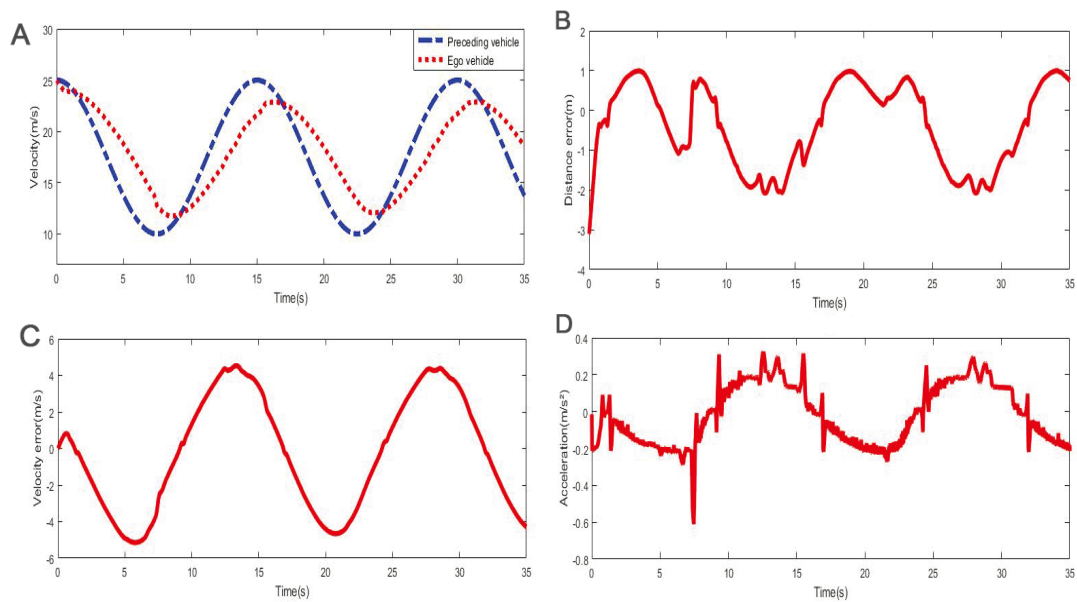 A
30
25
20
15
10
Velocity(m/s)
Preceding vehicle
Ego vehicle
0 5 10 15 20 25 30 35
Time(s)
B
2
1
0
-1
-2
-3
-4
Distance error(m)
0 5 10 15 20 25 30 35
Time(s)
C
6
4
2
0
-2
-4
-6
Velocity error(m/s)
0 5 10 15 20 25 30 35
Time(s)
D
0.4
0.2
0
-0.2
-0.4
-0.6
-0.8
Acceleration(m/s²)
0 5 10 15 20 25 30 35
Time(s)